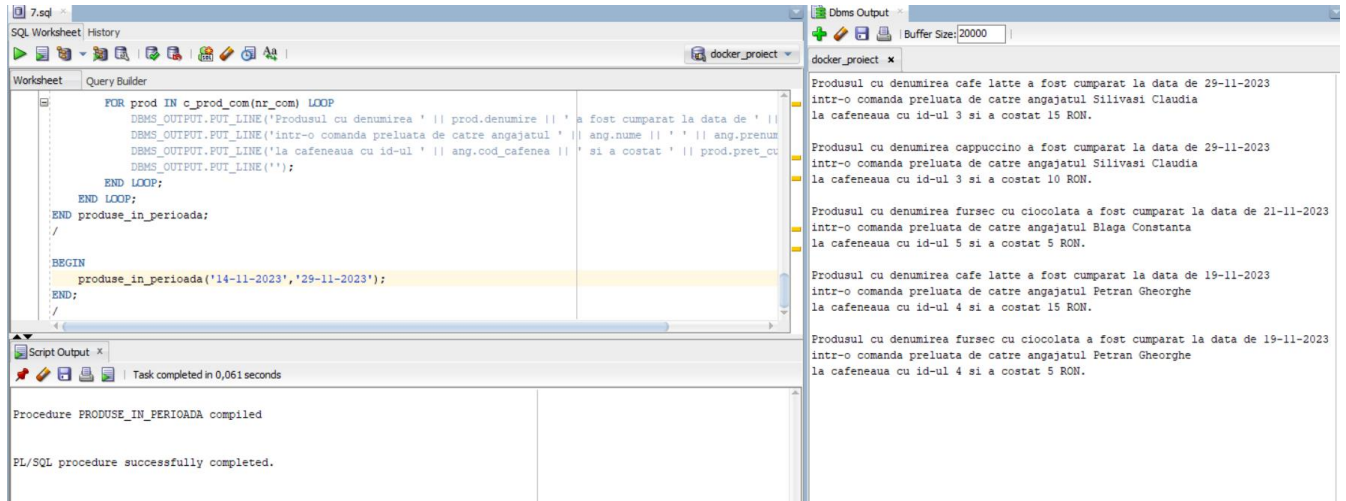 7.sql
SQL Worksheet History
docker_proiect
Worksheet Query Builder
FOR prod IN c_prod_com(nr_com) LOOP
DBMS_OUTPUT.PUT_LINE('Produsul cu denumirea ' || prod.denumire || ' a fost cumparat la data de ' ||
DBMS_OUTPUT.PUT_LINE('intr-o comanda preluata de catre angajatul ' || ang.nume || ' ' || ang.prenum
DBMS_OUTPUT.PUT_LINE('la cafeneaua cu id-ul ' || ang.cod_cafenea || ' si a costat ' || prod.pret_cu
DBMS_OUTPUT.PUT_LINE('');
END LOOP;
END LOOP;
END produse_in_perioada;
/
BEGIN
produse_in_perioada('14-11-2023','29-11-2023');
END;
/
Script Output
Task completed in 0,061 seconds
Procedure PRODUSE_IN_PERIOADA compiled
PL/SQL procedure successfully completed.
Dbms Output
Buffer Size: 20000
docker_proiect
Produsul cu denumirea cafe latte a fost cumparat la data de 29-11-2023
intr-o comanda preluata de catre angajatul Silivasi Claudia
la cafeneaua cu id-ul 3 si a costat 15 RON.
Produsul cu denumirea cappuccino a fost cumparat la data de 29-11-2023
intr-o comanda preluata de catre angajatul Silivasi Claudia
la cafeneaua cu id-ul 3 si a costat 10 RON.
Produsul cu denumirea fursec cu ciocolata a fost cumparat la data de 21-11-2023
intr-o comanda preluata de catre angajatul Blaga Constanta
la cafeneaua cu id-ul 5 si a costat 5 RON.
Produsul cu denumirea cafe latte a fost cumparat la data de 19-11-2023
intr-o comanda preluata de catre angajatul Petran Gheorghe
la cafeneaua cu id-ul 4 si a costat 15 RON.
Produsul cu denumirea fursec cu ciocolata a fost cumparat la data de 19-11-2023
intr-o comanda preluata de catre angajatul Petran Gheorghe
la cafeneaua cu id-ul 4 si a costat 5 RON.